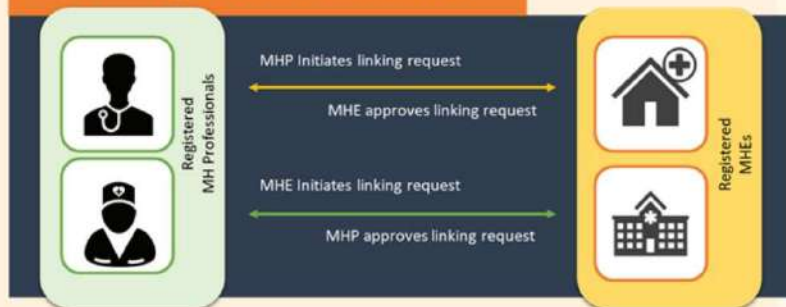 Registered
MH Professionals
MHP Initiates linking request
MHE approves linking request
MHE Initiates linking request
MHP approves linking request
Registered
MHEs